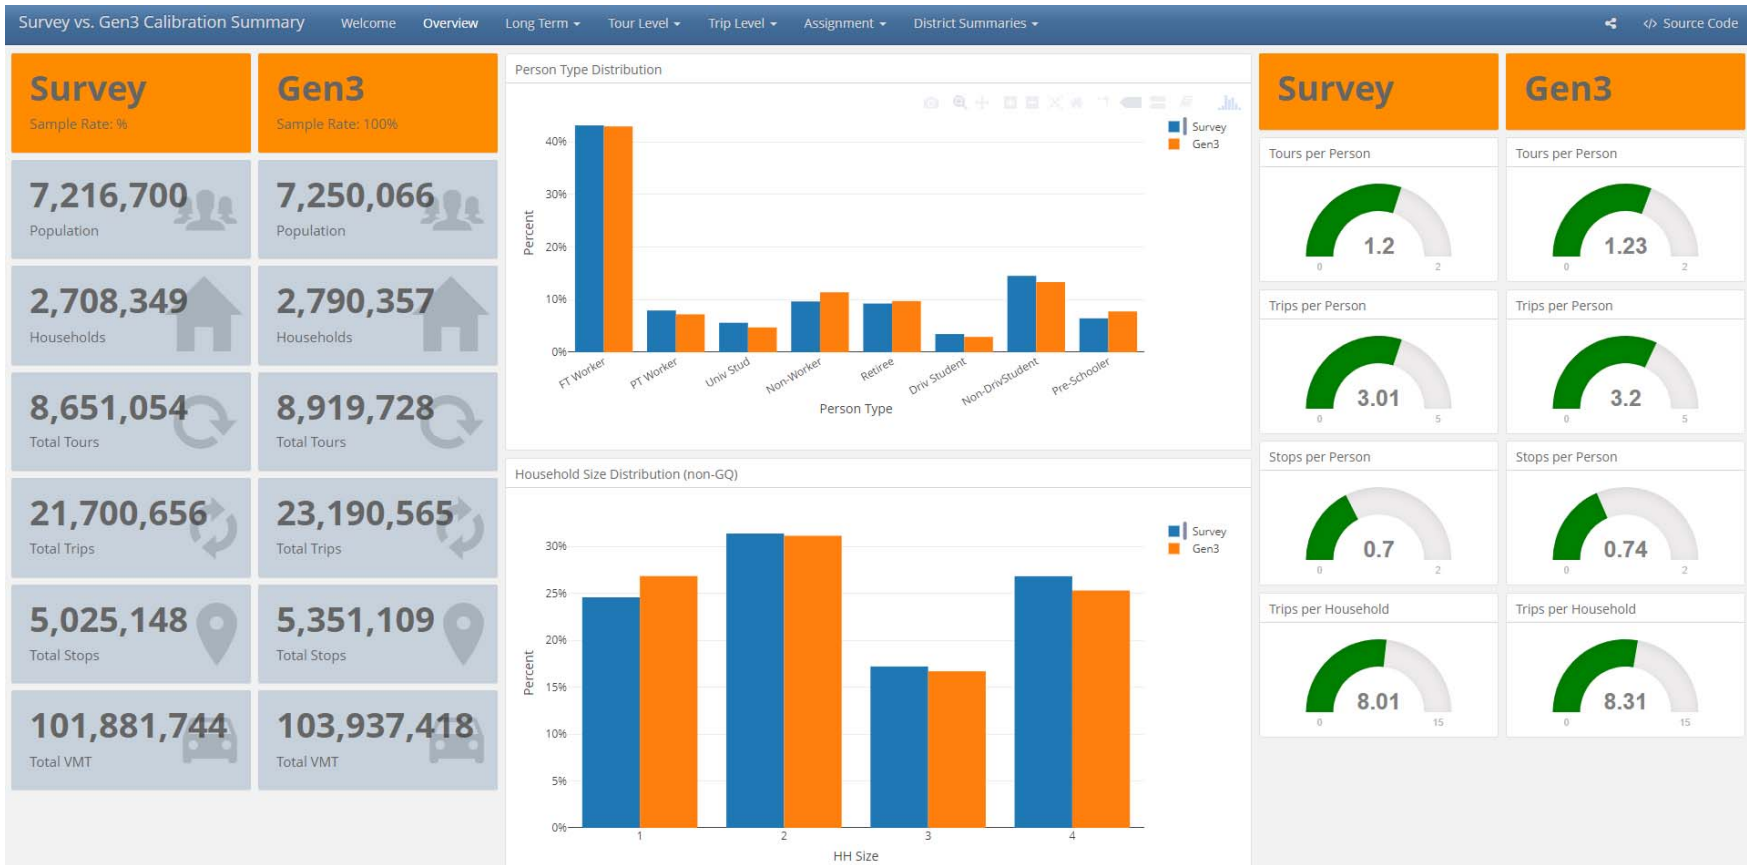 Survey vs. Gen3 Calibration Summary Welcome Overview Long Term Tour Level Trip Level Assignment District Summaries </> Source Code
Survey
Sample Rate: %
Gen3
Sample Rate: 100%
7,216,700
Population
7,250,066
Population
2,708,349
Households
2,790,357
Households
8,651,054
Total Tours
8,919,728
Total Tours
21,700,656
Total Trips
23,190,565
Total Trips
5,025,148
Total Stops
5,351,109
Total Stops
101,881,744
Total VMT
103,937,418
Total VMT
Person Type Distribution
Survey
Gen3
40%
30%
20%
10%
0%
Percent
FT Worker
PT Worker
Univ Stud
Non-Worker
Retiree
Driv Student
Non-DrivStudent
Pre-Schooler
Person Type
Household Size Distribution (non-GQ)
Survey
Gen3
30%
25%
20%
15%
10%
5%
0%
Percent
1 2 3 4
HH Size
Survey
Gen3
Tours per Person
1.2
0 2
Tours per Person
1.23
0 2
Trips per Person
3.01
0 5
Trips per Person
3.2
0 5
Stops per Person
0.7
0 2
Stops per Person
0.74
0 2
Trips per Household
8.01
0 15
Trips per Household
8.31
0 15